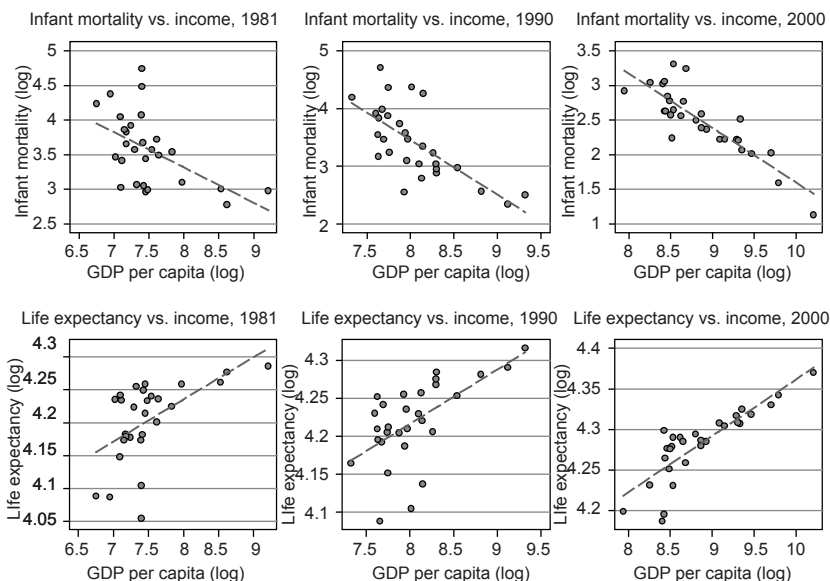 Infant mortality vs. income, 1981
Infant mortality (log)
5
4.5
4
3.5
3
2.5
6.5 7 7.5 8 8.5 9
GDP per capita (log)
Infant mortality vs. income, 1990
Infant mortality (log)
5
4
3
2
7.5 8 8.5 9 9.5
GDP per capita (log)
Infant mortality vs. income, 2000
Infant mortality (log)
3.5
3
2.5
2
1.5
1
8 8.5 9 9.5 10
GDP per capita (log)
Life expectancy vs. income, 1981
LIfe expectancy (log)
4.3
4.25
4.2
4.15
4.1
4.05
6.5 7 7.5 8 8.5 9
GDP per capita (log)
Life expectancy vs. income, 1990
LIfe expectancy (log)
4.3
4.25
4.2
4.15
4.1
7.5 8 8.5 9 9.5
GDP per capita (log)
Life expectancy vs. income, 2000
LIfe expectancy (log)
4.4
4.35
4.3
4.25
4.2
8 8.5 9 9.5 10
GDP per capita (log)